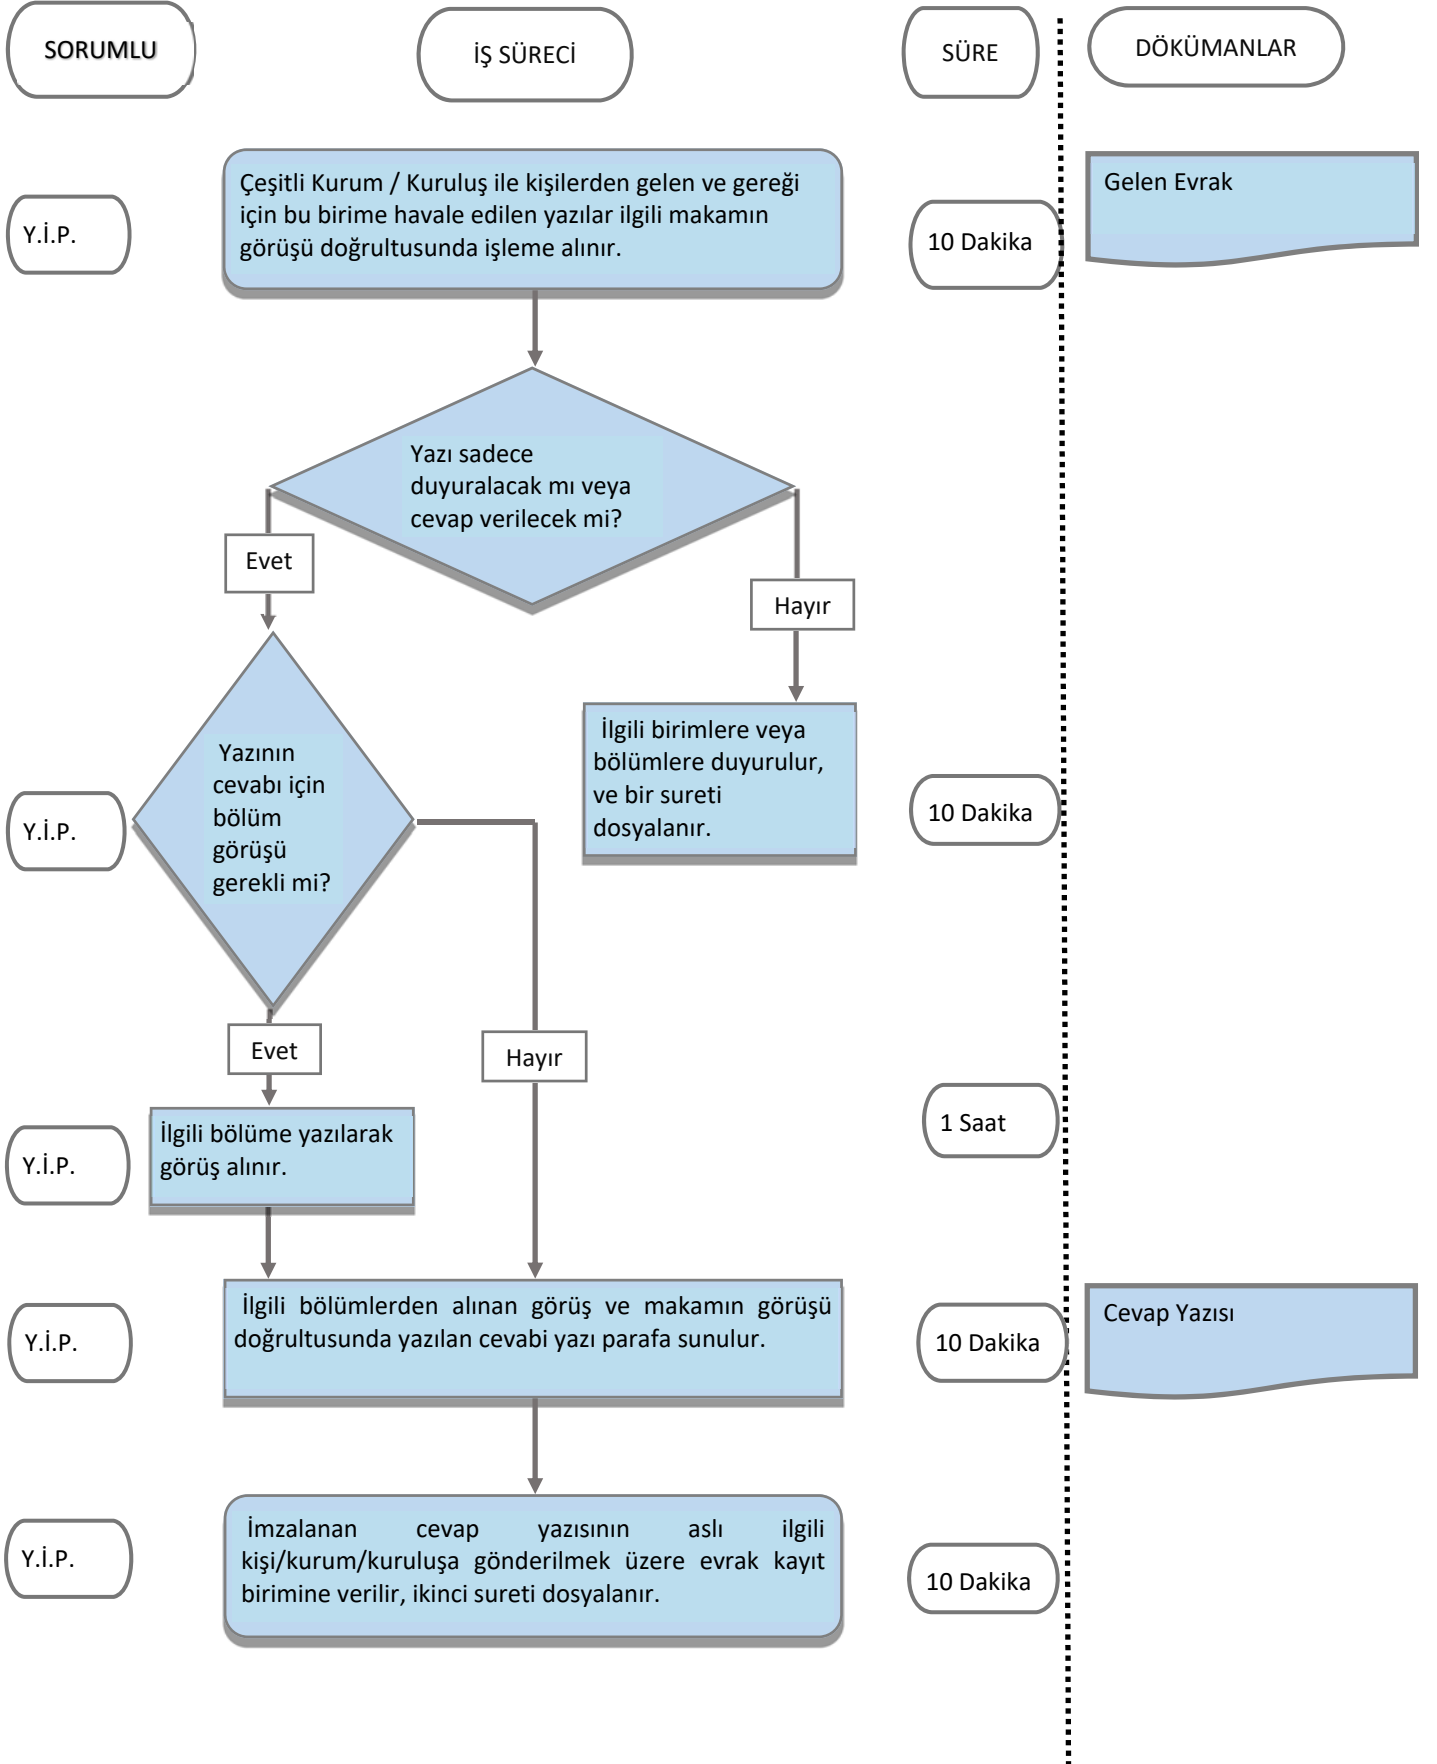 SORUMLU
İŞ SÜRECİ
SÜRE
DÖKÜMANLAR
Y.İ.P.
Çeşitli Kurum / Kuruluş ile kişilerden gelen ve gereği
için bu birime havale edilen yazılar ilgili makamın
görüşü doğrultusunda işleme alınır.
10 Dakika
Gelen Evrak
Yazı sadece
duyuralacak mı veya
cevap verilecek mi?
Evet
Hayır
Y.İ.P.
Yazının
cevabı için
bölüm
görüşü
gerekli mi?
İlgili birimlere veya
bölümlere duyurulur,
ve bir sureti
dosyalanır.
10 Dakika
Evet
Hayır
Y.İ.P.
İlgili bölüme yazılarak
görüş alınır.
1 Saat
Y.İ.P.
İlgili bölümlerden alınan görüş ve makamın görüşü
doğrultusunda yazılan cevabi yazı parafa sunulur.
10 Dakika
Cevap Yazısı
Y.İ.P.
İmzalanan cevap yazısının aslı ilgili
kişi/kurum/kuruluşa gönderilmek üzere evrak kayıt
birimine verilir, ikinci sureti dosyalanır.
10 Dakika